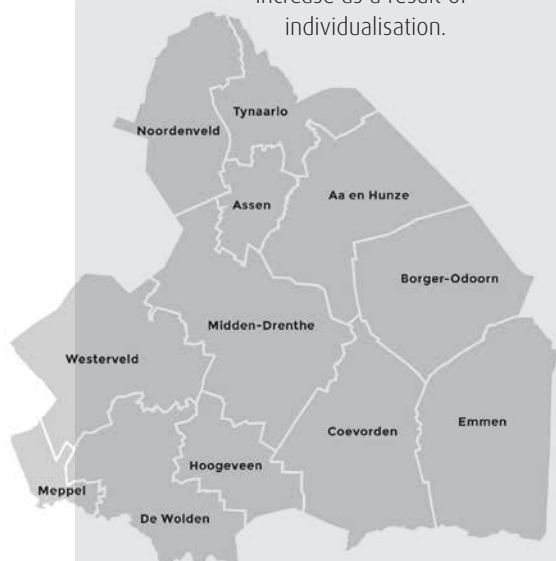 increase as a result of
individualisation.
Tynaarlo
Noordenveld
Assen
Aa en Hunze
Borger-Odoorn
Midden-Drenthe
Westerveld
Emmen
Coevorden
Hoogeveen
Meppel
De Wolden